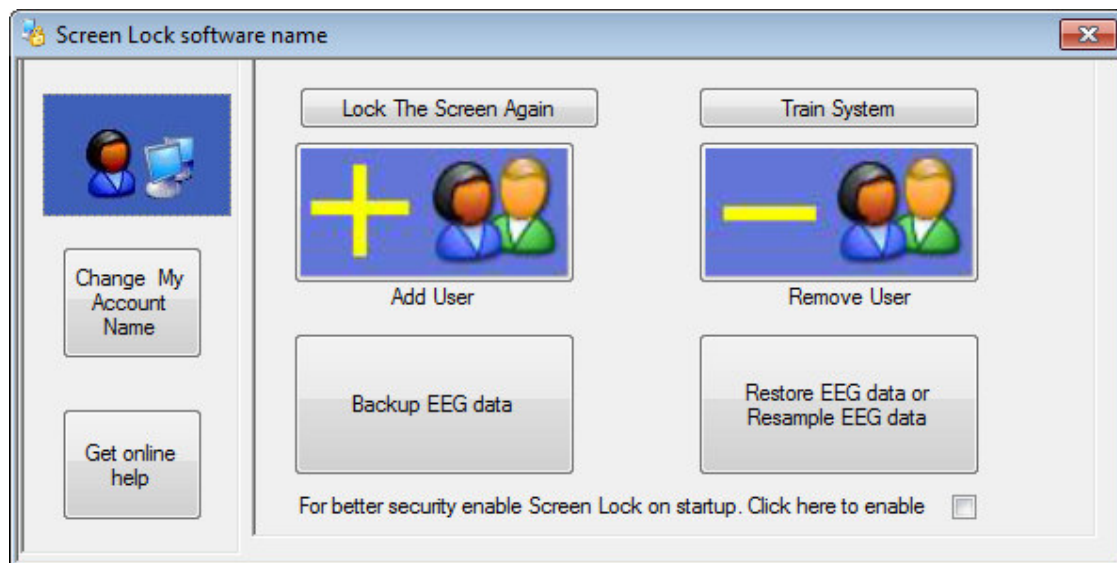 Screen Lock software name
Change My
Account
Name
Get online
help
Lock The Screen Again
Train System
Add User
Remove User
Backup EEG data
Restore EEG data or
Resample EEG data
For better security enable Screen Lock on startup. Click here to enable